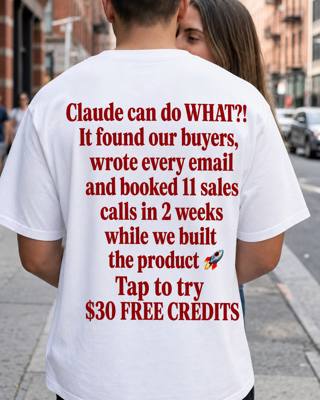 Claude can do WHAT?!
It found our buyers,
wrote every email
and booked 11 sales
calls in 2 weeks
while we built
the product 🚀
Tap to try
$30 FREE CREDITS